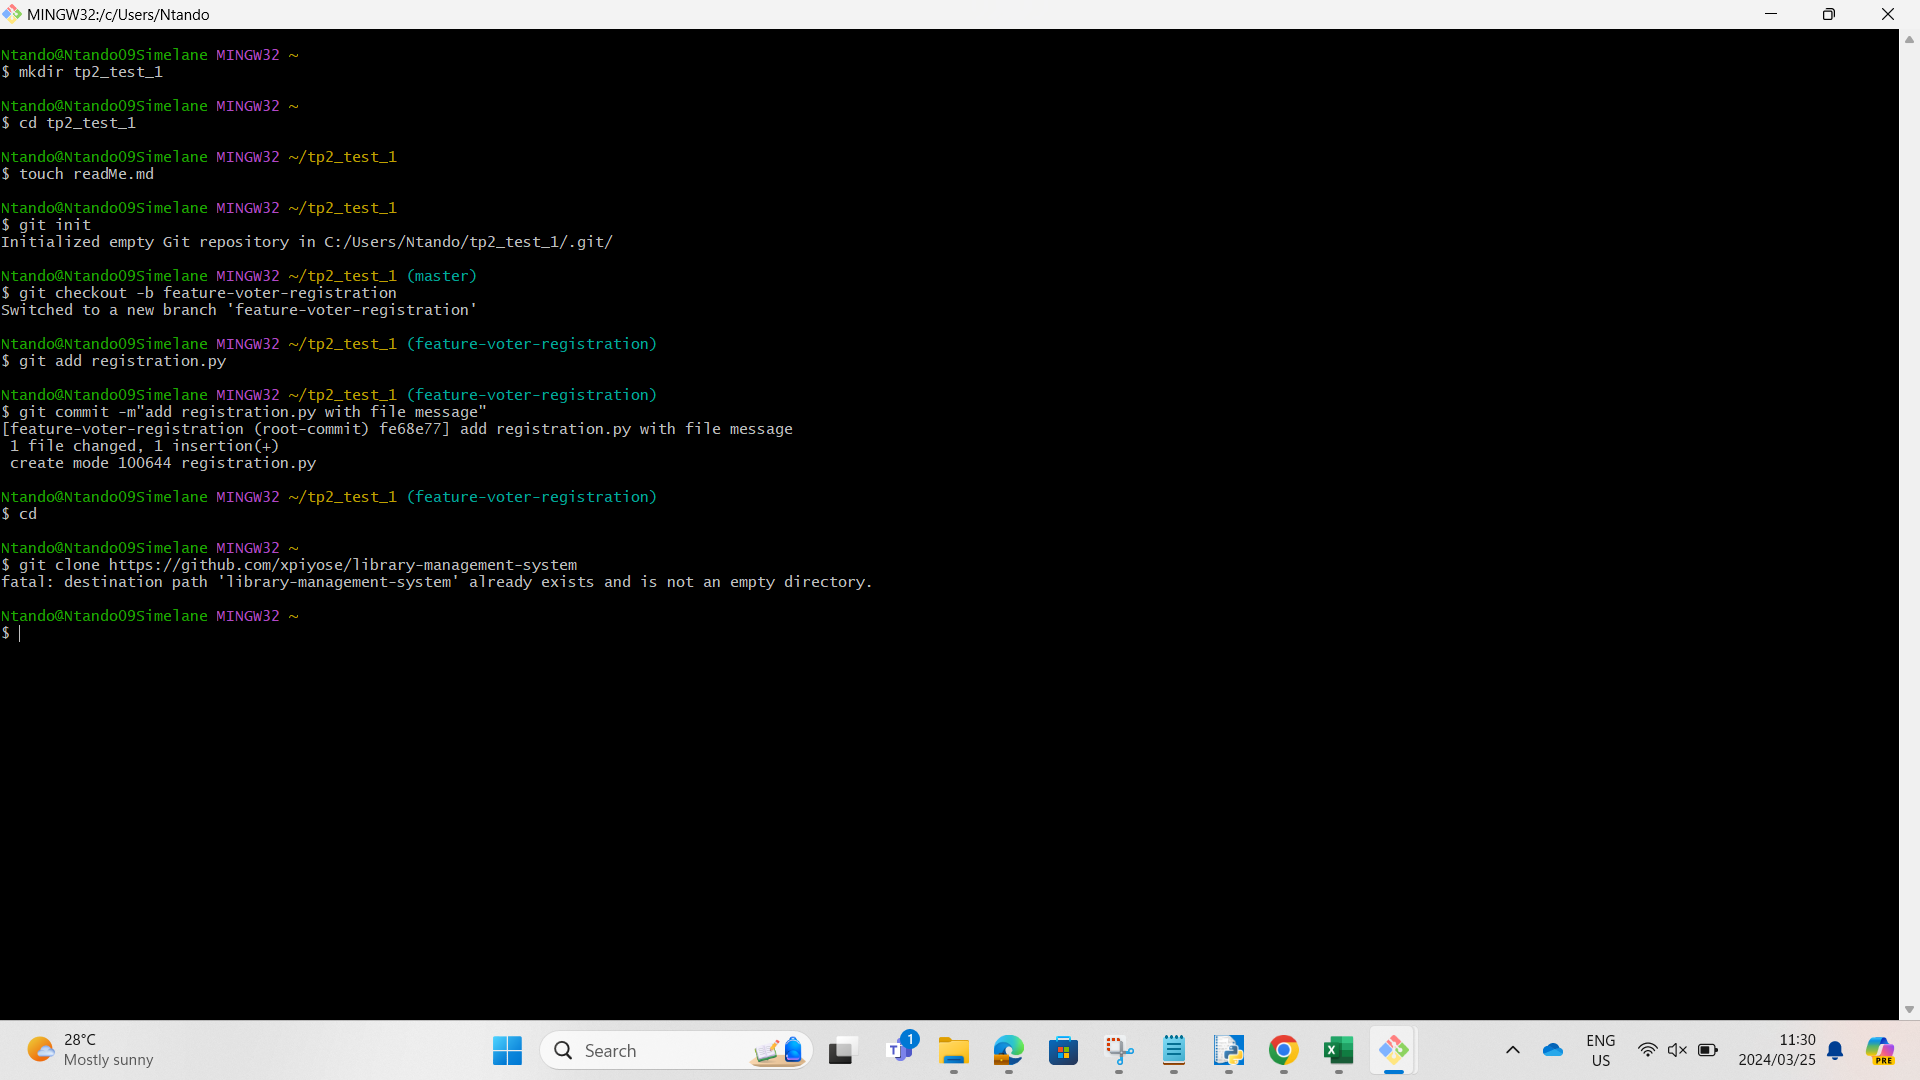 MINGW32:/c/Users/Ntando
Ntando@Ntando09Simelane MINGW32 ~
$ mkdir tp2_test_1
Ntando@Ntando09Simelane MINGW32 ~
$ cd tp2_test_1
Ntando@Ntando09Simelane MINGW32 ~/tp2_test_1
$ touch readMe.md
Ntando@Ntando09Simelane MINGW32 ~/tp2_test_1
$ git init
Initialized empty Git repository in C:/Users/Ntando/tp2_test_1/.git/
Ntando@Ntando09Simelane MINGW32 ~/tp2_test_1 (master)
$ git checkout -b feature-voter-registration
Switched to a new branch 'feature-voter-registration'
Ntando@Ntando09Simelane MINGW32 ~/tp2_test_1 (feature-voter-registration)
$ git add registration.py
Ntando@Ntando09Simelane MINGW32 ~/tp2_test_1 (feature-voter-registration)
$ git commit -m"add registration.py with file message"
[feature-voter-registration (root-commit) fe68e77] add registration.py with file message
1 file changed, 1 insertion(+)
create mode 100644 registration.py
Ntando@Ntando09Simelane MINGW32 ~/tp2_test_1 (feature-voter-registration)
$ cd
Ntando@Ntando09Simelane MINGW32 ~
$ git clone https://github.com/xpiyose/library-management-system
fatal: destination path 'library-management-system' already exists and is not an empty directory.
Ntando@Ntando09Simelane MINGW32 ~
$
28°C
Mostly sunny
Search
1
ENG
US
11:30
2024/03/25
PRE